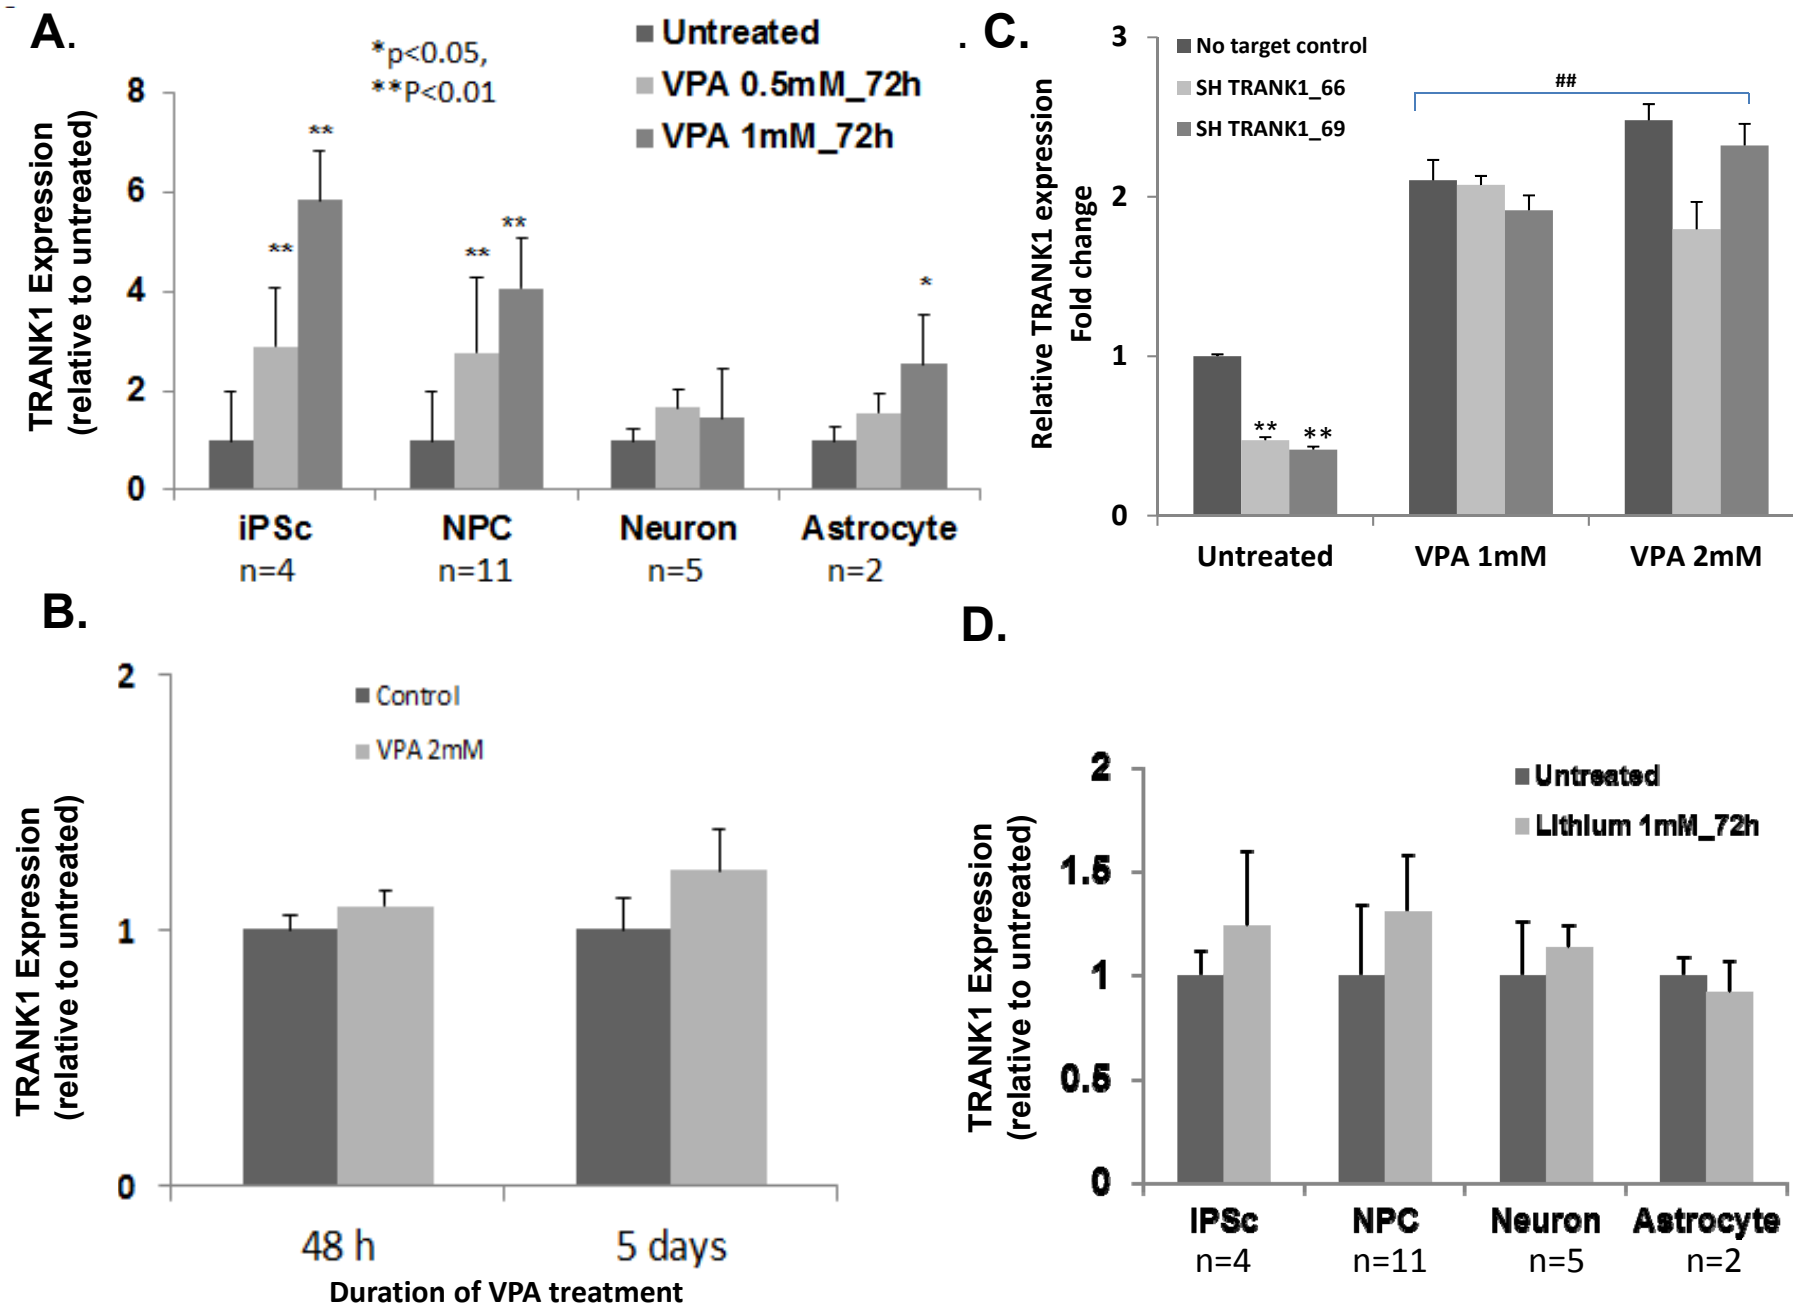 A.
*p<0.05,
**P<0.01
Untreated
VPA 0.5mM_72h
VPA 1mM_72h
TRANK1 Expression
(relative to untreated)
8
6
4
2
0
**
**
**
**
*
iPSc
NPC
Neuron
Astrocyte
n=4
n=11
n=5
n=2
. C.
No target control
SH TRANK1_66
SH TRANK1_69
##
Relative TRANK1 expression
Fold change
3
2
1
0
**
**
Untreated
VPA 1mM
VPA 2mM
B.
Control
VPA 2mM
TRANK1 Expression
(relative to untreated)
2
1
0
48 h
5 days
Duration of VPA treatment
D.
Untreated
Lithium 1mM_72h
TRANK1 Expression
(relative to untreated)
2
1.5
1
0.5
0
IPSc
NPC
Neuron
Astrocyte
n=4
n=11
n=5
n=2